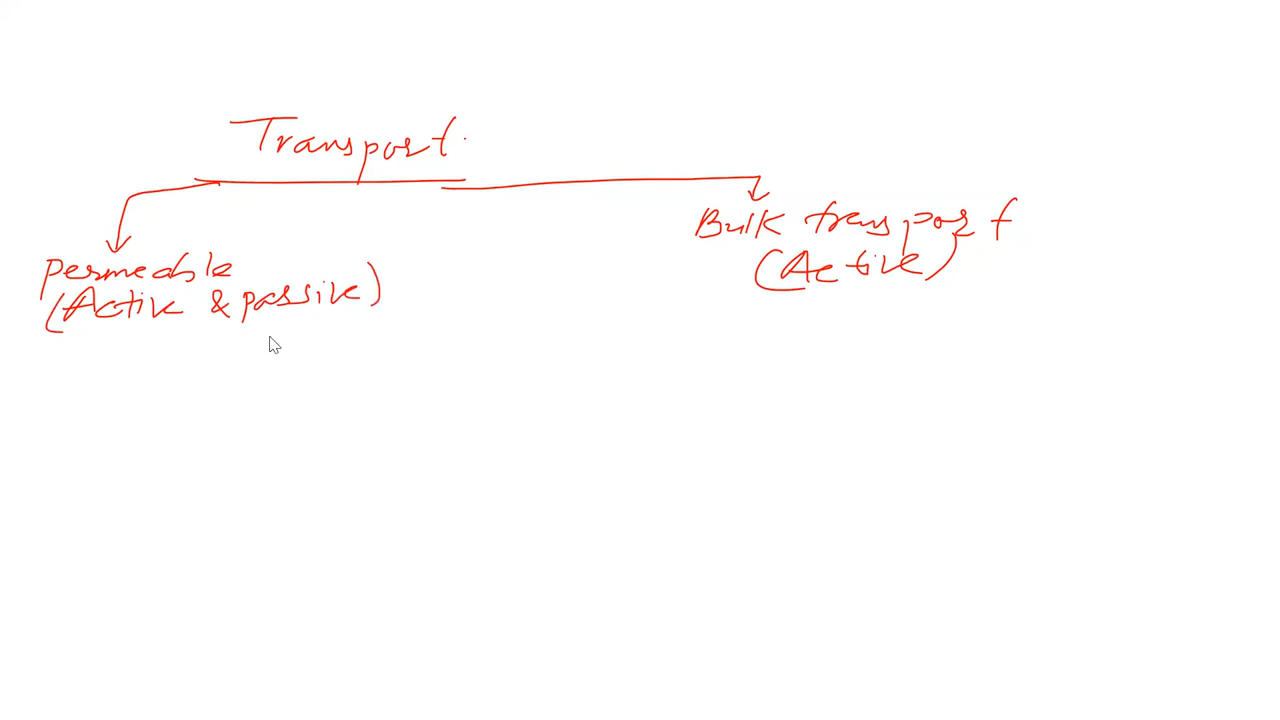 Transport
Bulk transport
(Active)
permeable
(Active & passive)